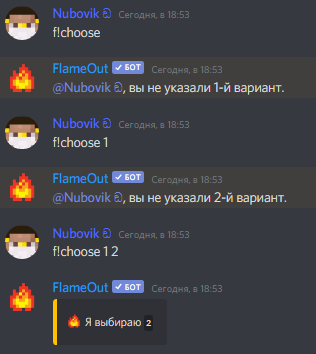 Nubovik ඞ Сегодня, в 18:53
f!choose
FlameOut ✓ БОТ Сегодня, в 18:53
@Nubovik ඞ, вы не указали 1-й вариант.
Nubovik ඞ Сегодня, в 18:53
f!choose 1
FlameOut ✓ БОТ Сегодня, в 18:53
@Nubovik ඞ, вы не указали 2-й вариант.
Nubovik ඞ Сегодня, в 18:53
f!choose 1 2
FlameOut ✓ БОТ Сегодня, в 18:53
🔥 Я выбираю 2